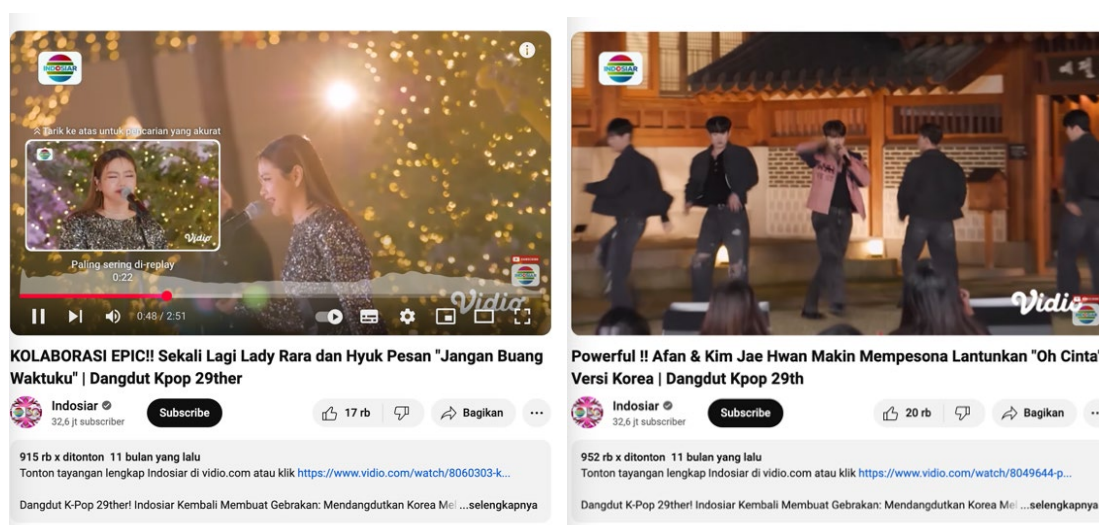 INDOSIAR
Tarik ke atas untuk pencarian yang akurat
Vidio
Paling sering di-replay
0:22
Vidio
0:48 / 2:51
KOLABORASI EPIC!! Sekali Lagi Lady Rara dan Hyuk Pesan "Jangan Buang
Waktuku" | Dangdut Kpop 29ther
Indosiar
32,6 jt subscriber
Subscribe
17 rb
Bagikan
915 rb x ditonton 11 bulan yang lalu
Tonton tayangan lengkap Indosiar di vidio.com atau klik https://www.vidio.com/watch/8060303-k...
Dangdut K-Pop 29ther! Indosiar Kembali Membuat Gebrakan: Mendangdutkan Korea Mel ...selengkapnya
INDOSIAR
Vidio
Powerful !! Afan & Kim Jae Hwan Makin Mempesona Lantunkan "Oh Cinta"
Versi Korea | Dangdut Kpop 29th
Indosiar
32,6 jt subscriber
Subscribe
20 rb
Bagikan
952 rb x ditonton 11 bulan yang lalu
Tonton tayangan lengkap Indosiar di vidio.com atau klik https://www.vidio.com/watch/8049644-p...
Dangdut K-Pop 29ther! Indosiar Kembali Membuat Gebrakan: Mendangdutkan Korea Mel ...selengkapnya